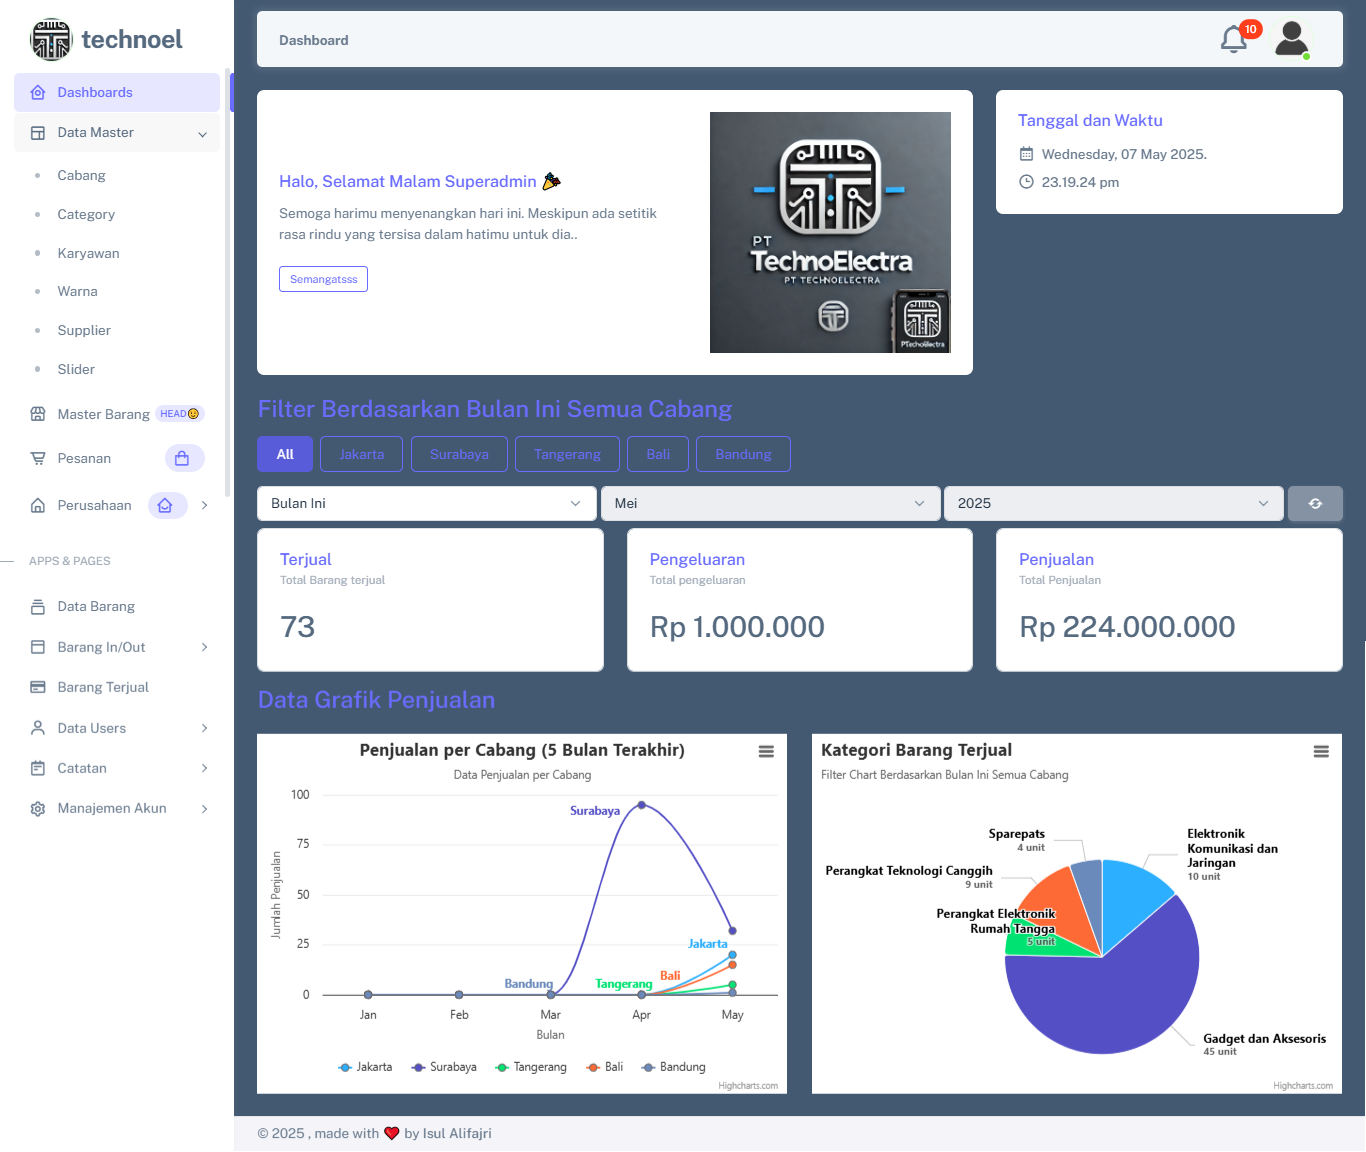 technoel
Dashboards
Data Master
Cabang
Category
Karyawan
Warna
Supplier
Slider
Master Barang HEAD😉
Pesanan
Perusahaan
APPS & PAGES
Data Barang
Barang In/Out
Barang Terjual
Data Users
Catatan
Manajemen Akun
Dashboard
10
Halo, Selamat Malam Superadmin 🎉
Semoga harimu menyenangkan hari ini. Meskipun ada setitik
rasa rindu yang tersisa dalam hatimu untuk dia..
Semangatsss
PT
TechnoElectra
PT TECHNOELECTRA
PTechnoElectra
Tanggal dan Waktu
Wednesday, 07 May 2025.
23.19.24 pm
Filter Berdasarkan Bulan Ini Semua Cabang
All
Jakarta
Surabaya
Tangerang
Bali
Bandung
Bulan Ini
Mei
2025
Terjual
Total Barang terjual
73
Pengeluaran
Total pengeluaran
Rp 1.000.000
Penjualan
Total Penjualan
Rp 224.000.000
Data Grafik Penjualan
Penjualan per Cabang (5 Bulan Terakhir)
Data Penjualan per Cabang
Jumlah Penjualan
100
75
50
25
0
Surabaya
Jakarta
Bali
Bandung
Tangerang
Jan
Feb
Mar
Apr
May
Bulan
Jakarta
Surabaya
Tangerang
Bali
Bandung
Highcharts.com
Kategori Barang Terjual
Filter Chart Berdasarkan Bulan Ini Semua Cabang
Sparepats
4 unit
Elektronik
Komunikasi dan
Jaringan
10 unit
Perangkat Teknologi Canggih
9 unit
Perangkat Elektronik
Rumah Tangga
5 unit
Gadget dan Aksesoris
45 unit
Highcharts.com
© 2025 , made with ❤️ by Isul Alifajri